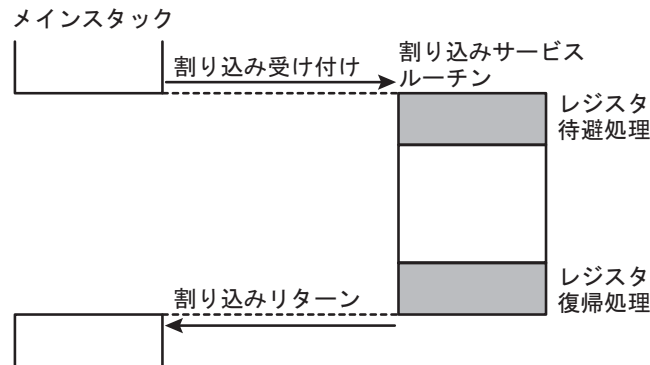 メインスタック
割り込み受け付け
割り込みサービス
ルーチン
レジスタ
待避処理
レジスタ
復帰処理
割り込みリターン